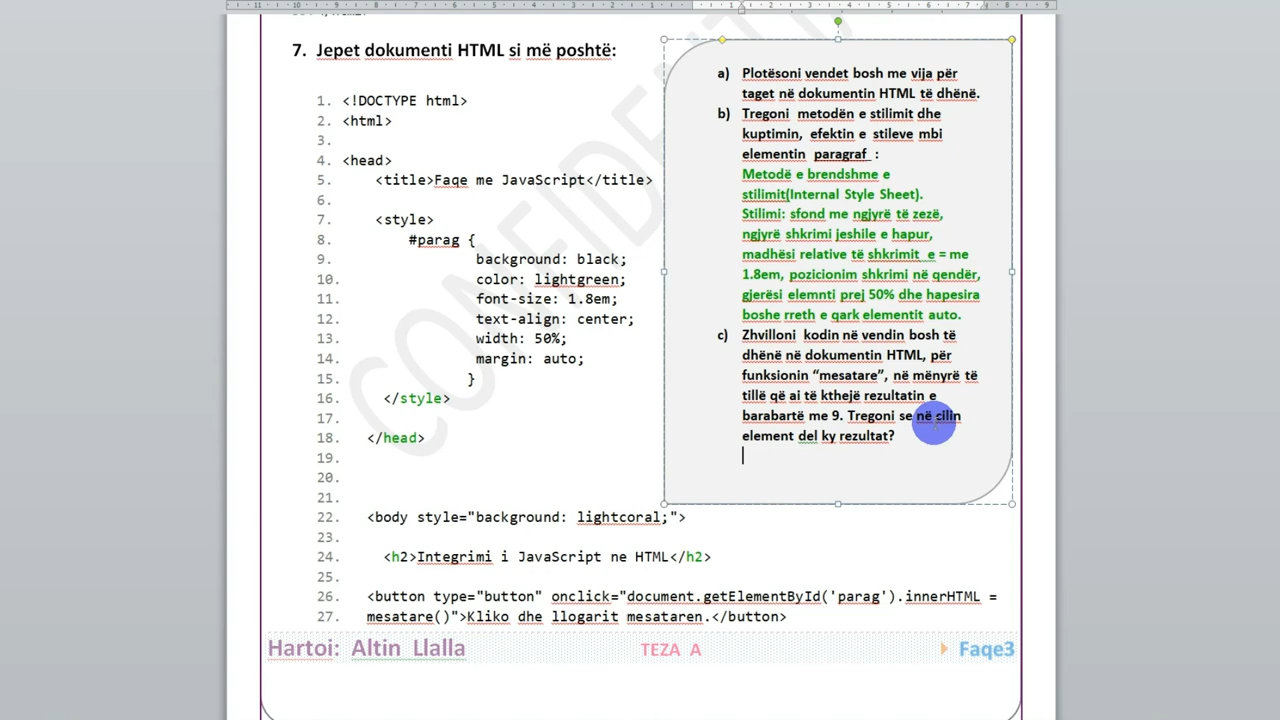 7. Jepet dokumenti HTML si më poshtë:
1. <!DOCTYPE html>
2. <html>
3.
4. <head>
5. <title>Faqe me JavaScript</title>
6.
7. <style>
8. #parag {
9. background: black;
10. color: lightgreen;
11. font-size: 1.8em;
12. text-align: center;
13. width: 50%;
14. margin: auto;
15. }
16. </style>
17.
18. </head>
19.
20.
21.
22. <body style="background: lightcoral;">
23.
24. <h2>Integrimi i JavaScript ne HTML</h2>
25.
26. <button type="button" onclick="document.getElementById('parag').innerHTML =
27. mesatare()">Kliko dhe llogarit mesataren.</button>
a) Plotësoni vendet bosh me vija për
taget në dokumentin HTML të dhënë.
b) Tregoni metodën e stilimit dhe
kuptimin, efektin e stileve mbi
elementin paragraf :
Metodë e brendshme e
stilimit(Internal Style Sheet).
Stilimi: sfond me ngjyrë të zezë,
ngjyrë shkrimi jeshile e hapur,
madhësi relative të shkrimit e = me
1.8em, pozicionim shkrimi në qendër,
gjerësi elemnti prej 50% dhe hapesira
boshe rreth e qark elementit auto.
c) Zhvilloni kodin në vendin bosh të
dhënë në dokumentin HTML, për
funksionin “mesatare”, në mënyrë të
tillë që ai të kthejë rezultatin e
barabartë me 9. Tregoni se në cilin
element del ky rezultat?
Hartoi: Altin Llalla
TEZA A
Faqe3